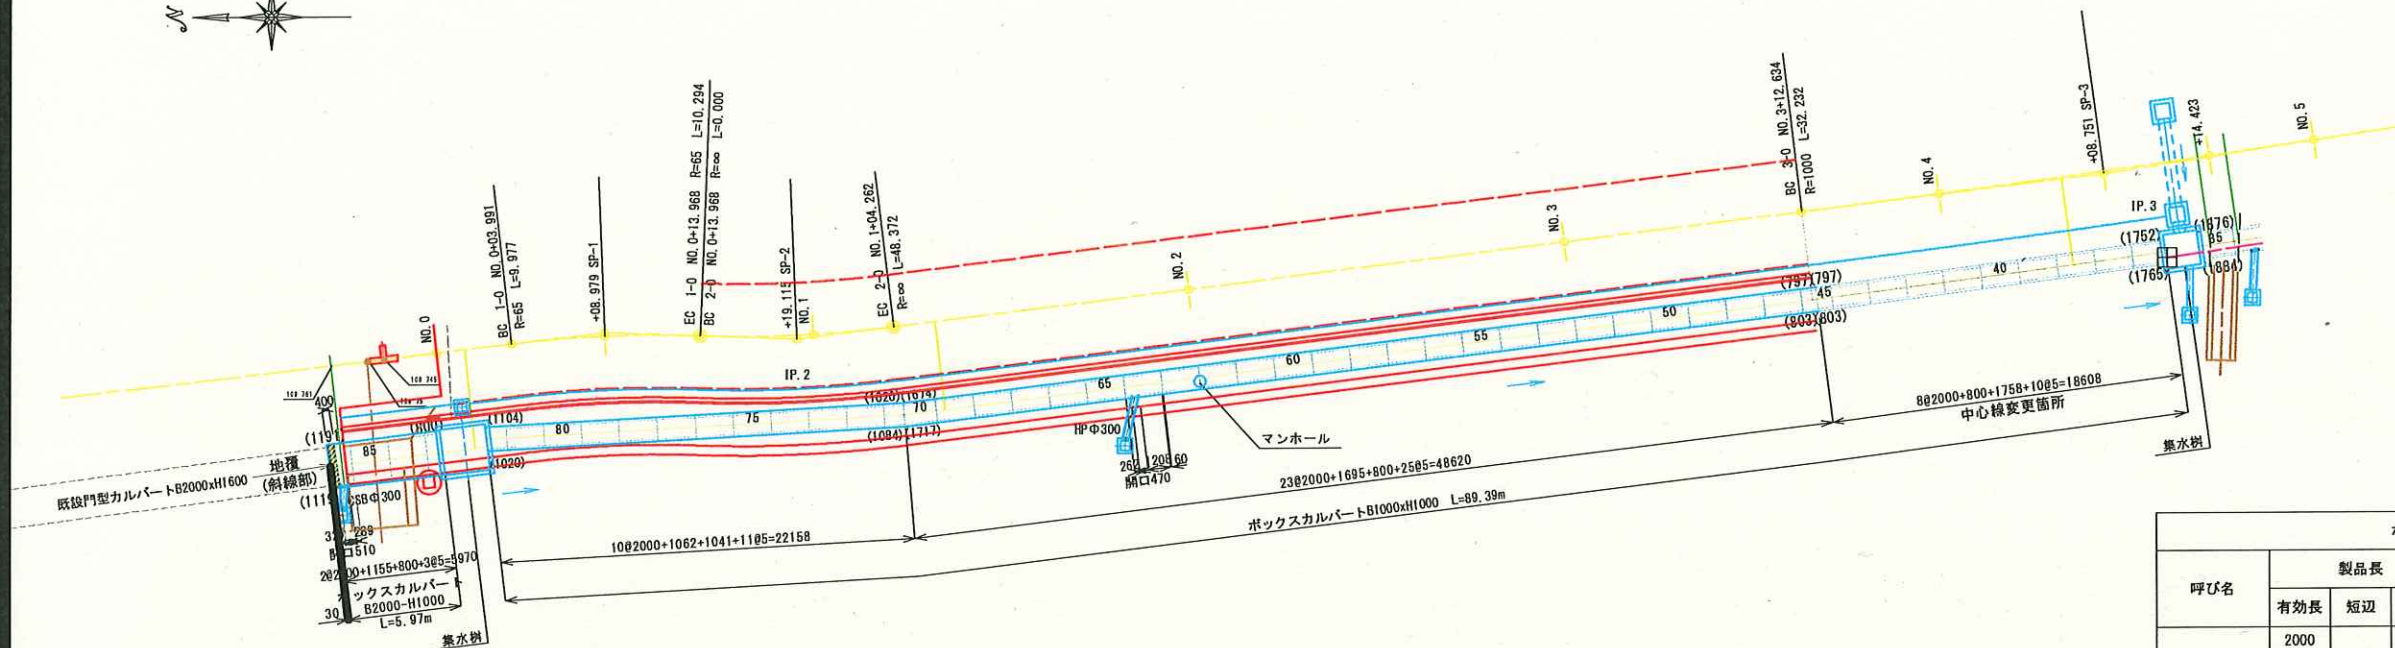 N
BC 1-0 NO.0+03.991
R=65 L=9.977
+08.979 SP-1
EC 1-0 NO.0+13.968 R=65 L=10.294
BC 2-0 NO.0+13.968 R=∞ L=0.000
+19.115 SP-2
NO.1
EC 2-0 NO.1+04.262
R=∞ L=48.372
NO.2
NO.3
BC 3-0 NO.3+12.634
R=1000 L=32.232
NO.4
+08.751 SP-3
+14.423
NO.5
NO.0
IP.2
IP.3
400
(800)
(1104)
(1020)
(1020)(1674)
(1084)(1717)
(797)(797)
(803)(803)
(1752)
(1765)
(1676)
(1884)
85
80
75
70
65
60
55
50
45
40
35
地覆
(斜線部)
既設門型カルバートB2000xH1600
CSBΦ300
開口510
2@2000+1155+800+3@5=5970
ボックスカルバート
B2000-H1000
L=5.97m
30
集水桝
10@2000+1062+1041+11@5=22158
HPΦ300
開口470
マンホール
23@2000+1695+800+25@5=48620
ボックスカルバートB1000xH1000 L=89.39m
8@2000+800+1758+10@5=18608
中心線変更箇所
集水桝
呼び名
製品長
有効長
短辺
2000